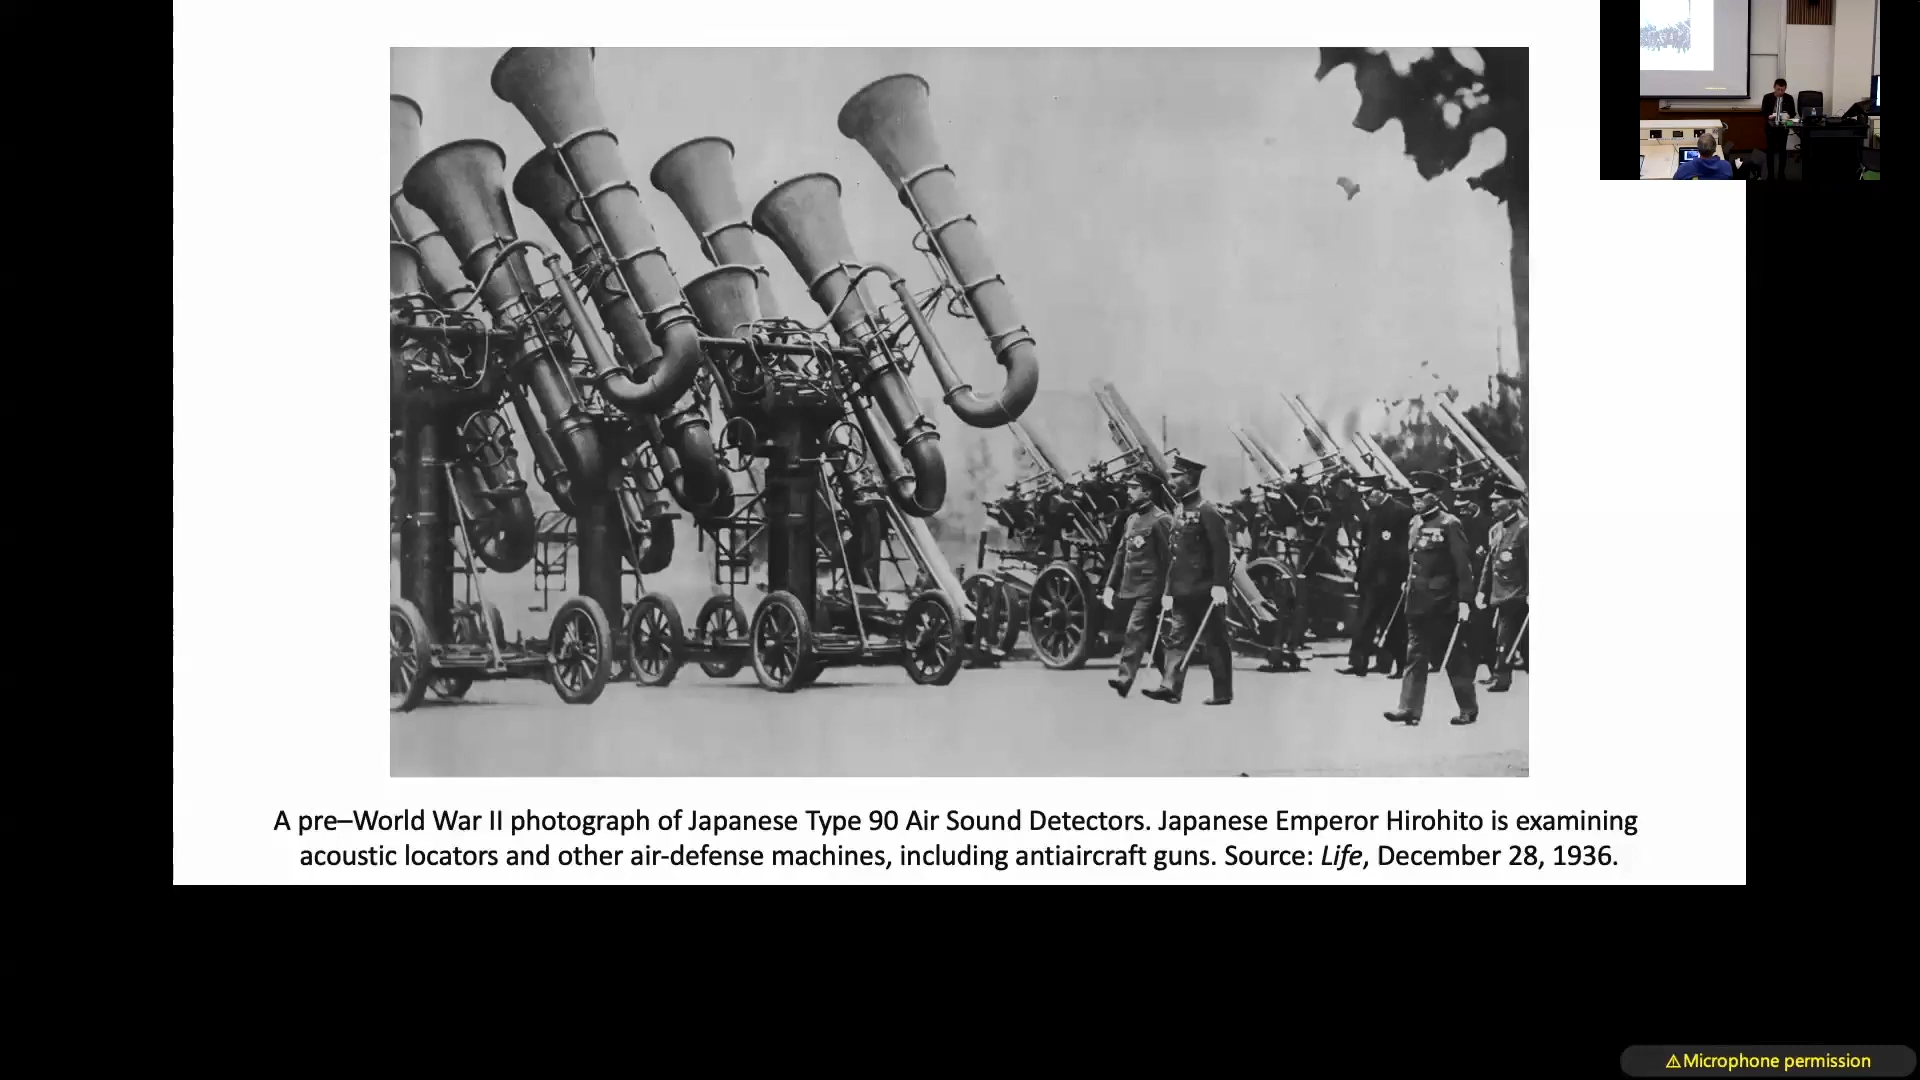 A pre–World War II photograph of Japanese Type 90 Air Sound Detectors. Japanese Emperor Hirohito is examining
acoustic locators and other air-defense machines, including antiaircraft guns. Source: Life, December 28, 1936.
⚠Microphone permission